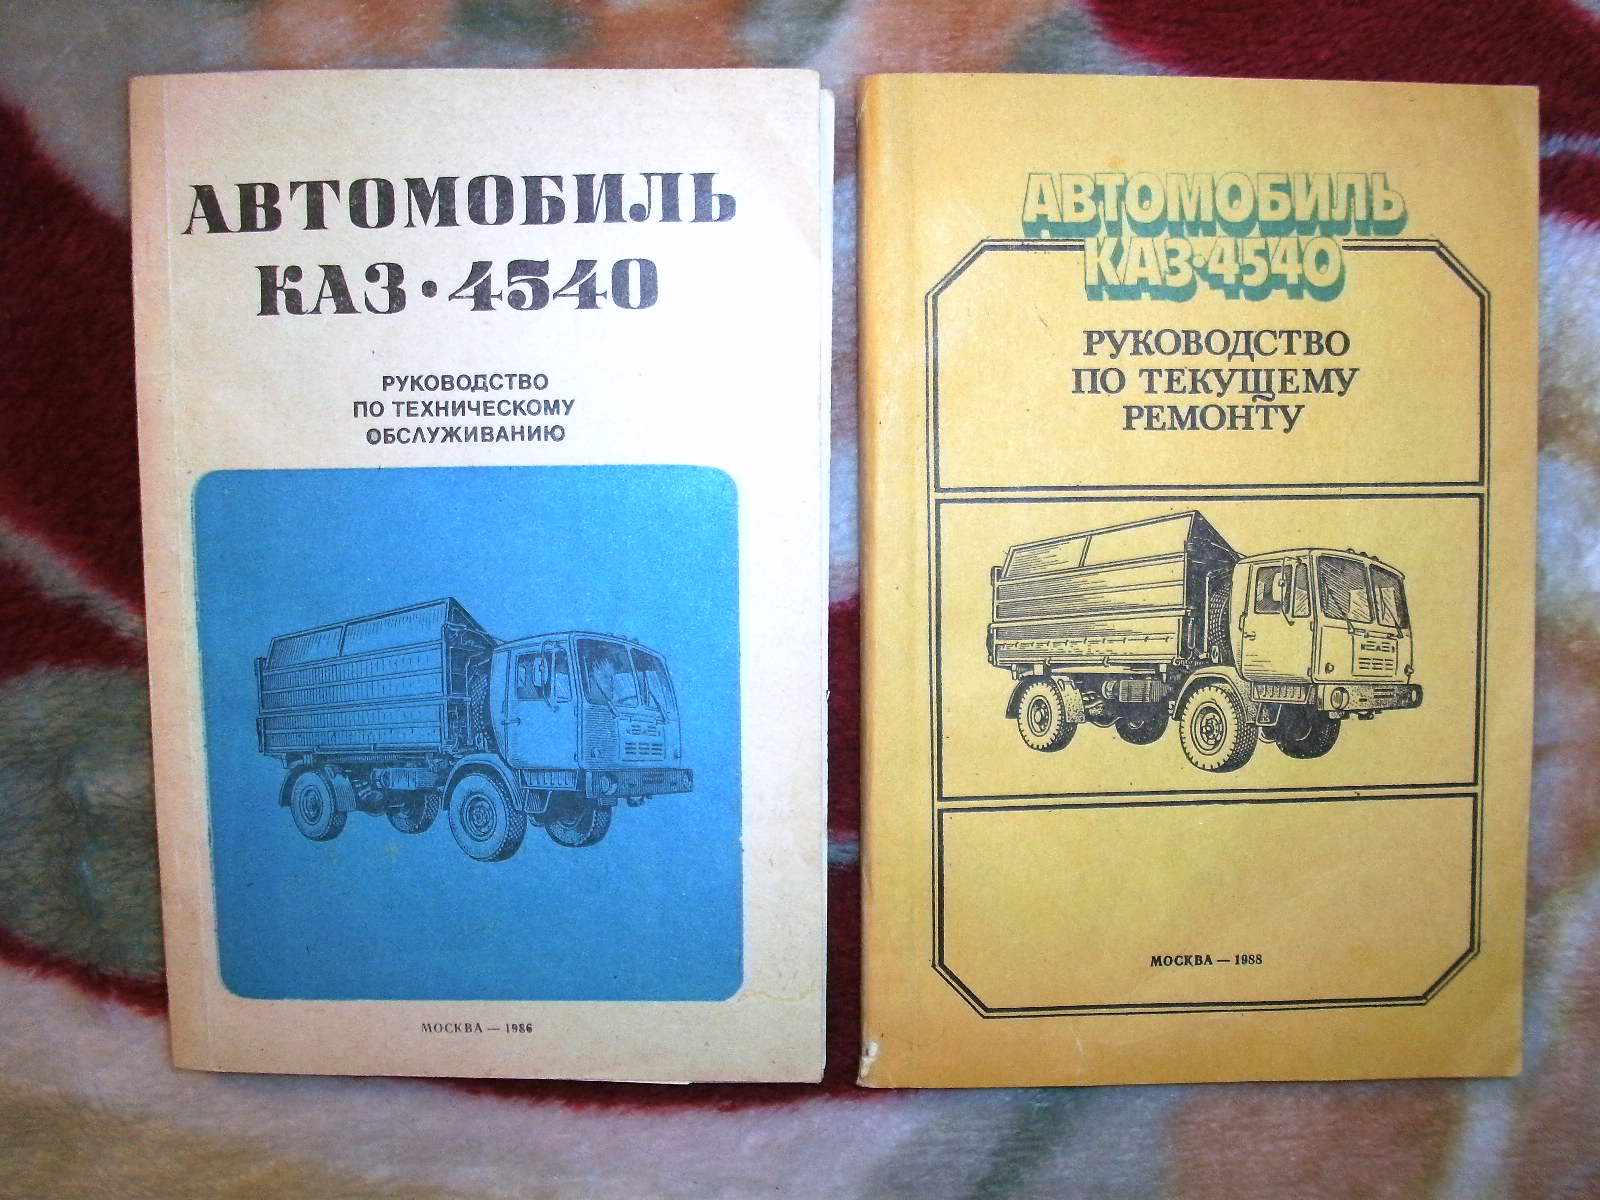 АВТОМОБИЛЬ
КАЗ·4540
РУКОВОДСТВО
ПО ТЕХНИЧЕСКОМУ
ОБСЛУЖИВАНИЮ
МОСКВА — 1986
АВТОМОБИЛЬ
КАЗ·4540
РУКОВОДСТВО
ПО ТЕКУЩЕМУ
РЕМОНТУ
МОСКВА — 1988